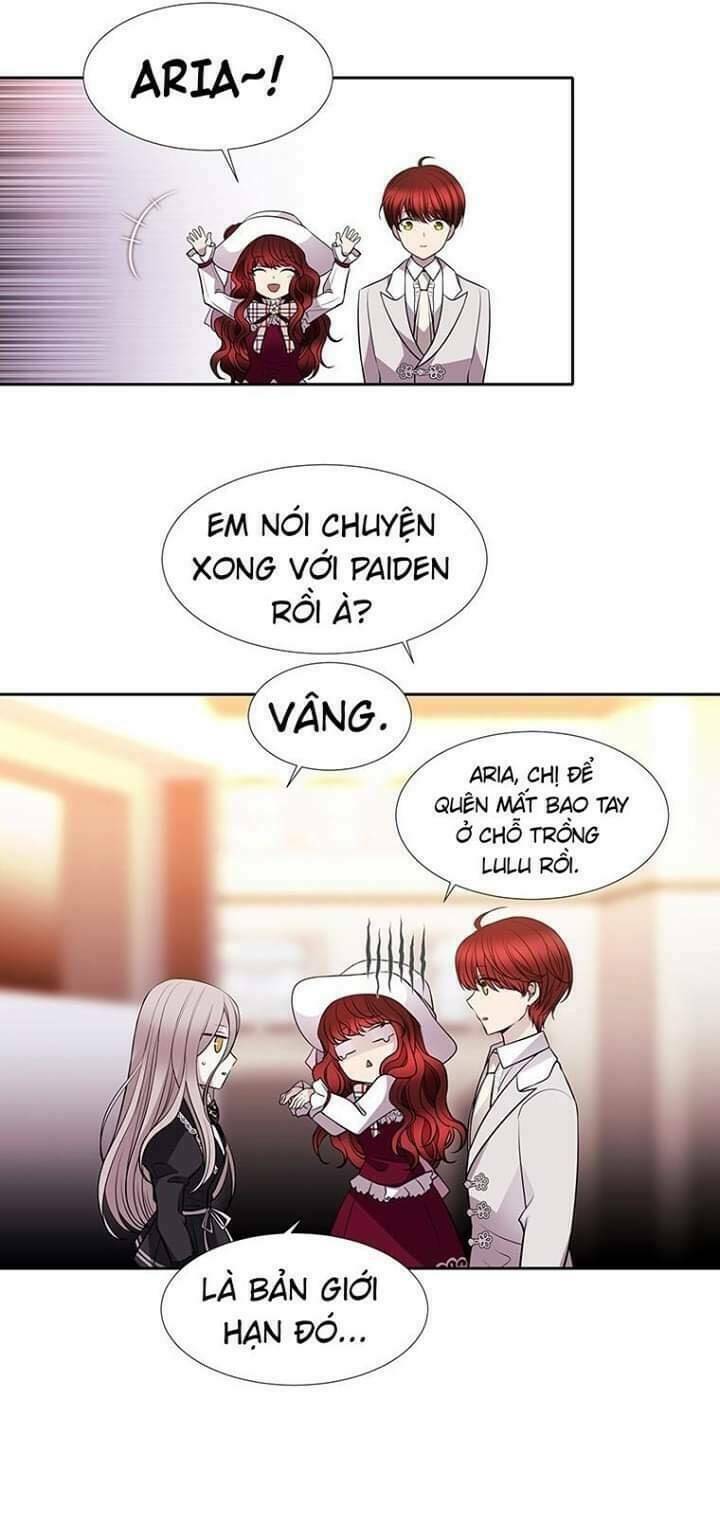 ARIA~!
EM NÓI CHUYỆN
XONG VỚI PAIDEN
RỒI À?
VÂNG.
ARIA, CHỊ ĐỂ
QUÊN MẤT BAO TAY
Ở CHỖ TRỒNG
LULU RỒI.
LÀ BẢN GIỚI
HẠN ĐÓ...